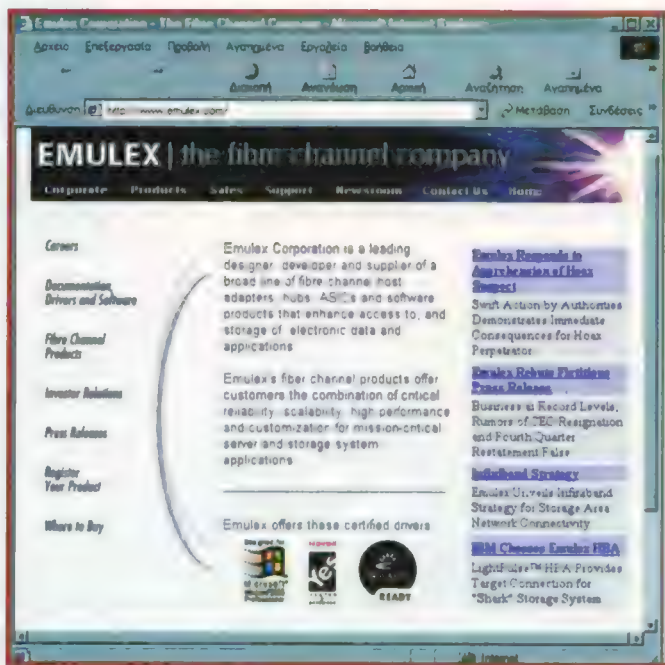 Emulex Corporation - The Fibre Channel Company - Microsoft Internet Explorer
Αρχείο Επεξεργασία Προβολή Αγαπημένα Εργαλεία Βοήθεια
Διακοπή Ανανέωση Αρχική Αναζήτηση Αγαπημένα
Διεύθυνση http://www.emulex.com/ Μετάβαση Συνδέσεις
EMULEX | the fibre channel company
Corporate Products Sales Support Newsroom Contact Us Home
Careers
Documentation,
Drivers and Software
Fibre Channel
Products
Investor Relations
Press Releases
Register
Your Product
Where to Buy
Emulex Corporation is a leading
designer, developer and supplier of a
broad line of fibre channel host
adapters, hubs, ASICs and software
products that enhance access to, and
storage of, electronic data and
applications
Emulex's fiber channel products offer
customers the combination of critical
reliability, scalability, high performance
and customization for mission-critical
server and storage system
applications
Emulex offers these certified drivers
Designed for
Microsoft
Yes
READY
Emulex Responds to
Apprehension of Hoax
Suspect
Swift Action by Authorities
Demonstrates Immediate
Consequences for Hoax
Perpetrator
Emulex Rebuts Fictitious
Press Release
Business at Record Levels,
Rumors of CEO Resignation
and Fourth Quarter
Restatement False
Infiniband Strategy
Emulex Unveils Infiniband
Strategy for Storage Area
Network Connectivity
IBM Chooses Emulex HBA
LightPulse™ HBA Provides
Target Connection for
"Shark" Storage System
Internet